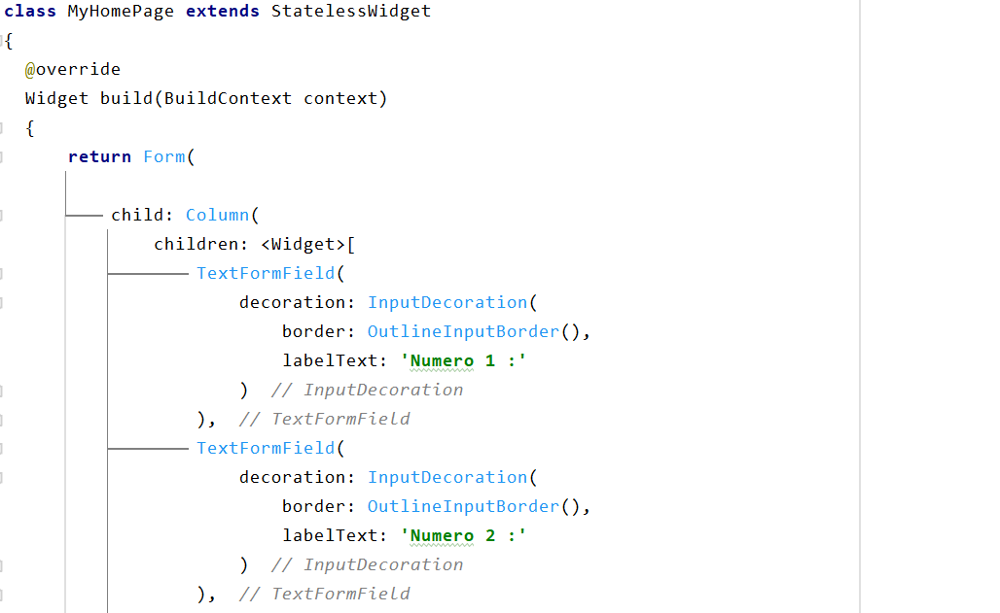 class MyHomePage extends StatelessWidget
{
@override
Widget build(BuildContext context)
{
return Form(
child: Column(
children: <Widget>[
TextFormField(
decoration: InputDecoration(
border: OutlineInputBorder(),
labelText: 'Numero 1 :'
) // InputDecoration
), // TextFormField
TextFormField(
decoration: InputDecoration(
border: OutlineInputBorder(),
labelText: 'Numero 2 :'
) // InputDecoration
), // TextFormField